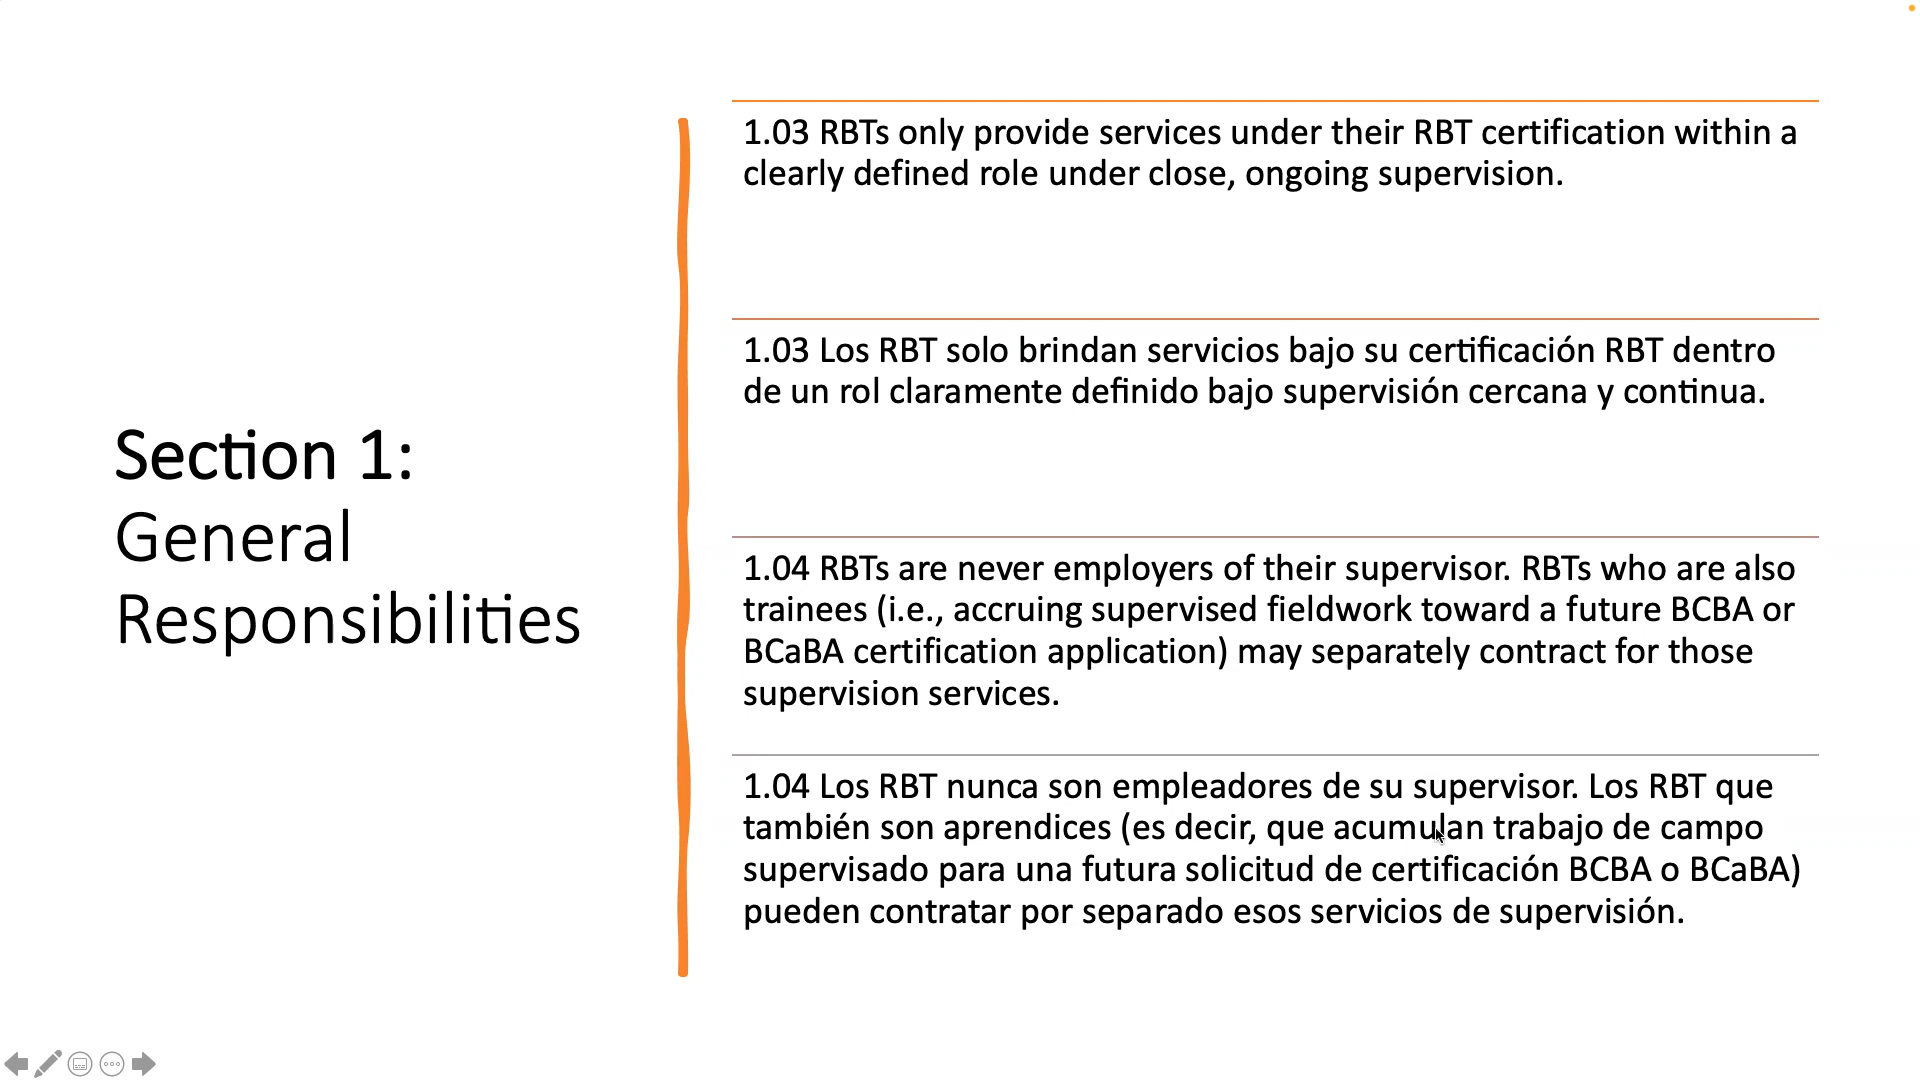 Section 1:
General
Responsibilities
1.03 RBTs only provide services under their RBT certification within a
clearly defined role under close, ongoing supervision.
1.03 Los RBT solo brindan servicios bajo su certificación RBT dentro
de un rol claramente definido bajo supervisión cercana y continua.
1.04 RBTs are never employers of their supervisor. RBTs who are also
trainees (i.e., accruing supervised fieldwork toward a future BCBA or
BCaBA certification application) may separately contract for those
supervision services.
1.04 Los RBT nunca son empleadores de su supervisor. Los RBT que
también son aprendices (es decir, que acumulan trabajo de campo
supervisado para una futura solicitud de certificación BCBA o BCaBA)
pueden contratar por separado esos servicios de supervisión.